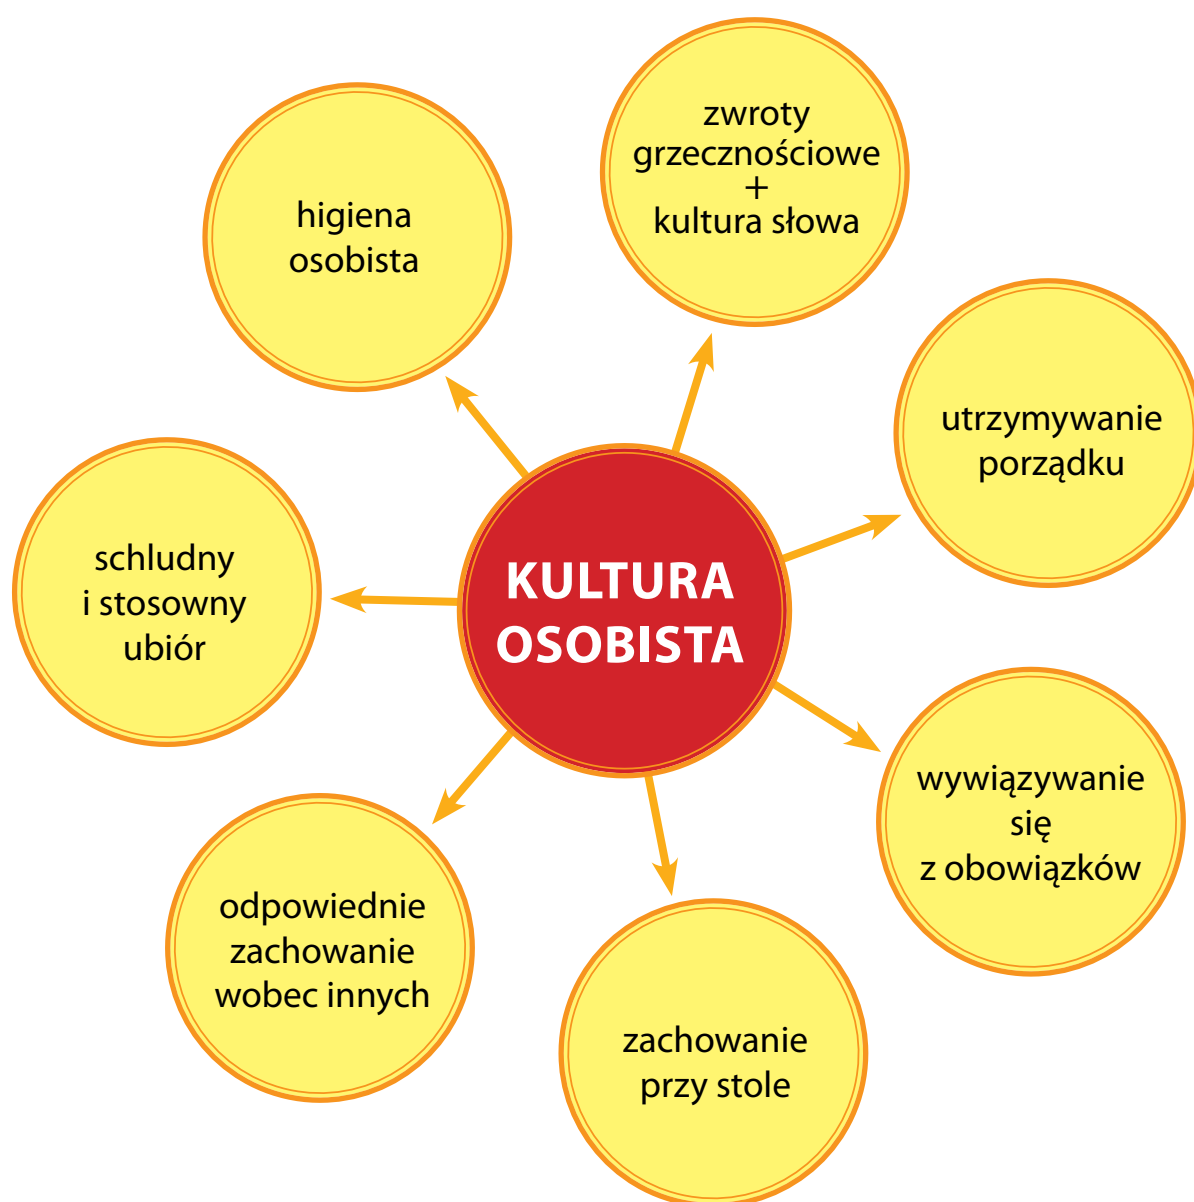 zwroty
grzecznościowe
+
kultura słowa
higiena
osobista
utrzymywanie
porządku
schludny
i stosowny
ubiór
KULTURA
OSOBISTA
wywiązywanie
się
z obowiązków
odpowiednie
zachowanie
wobec innych
zachowanie
przy stole